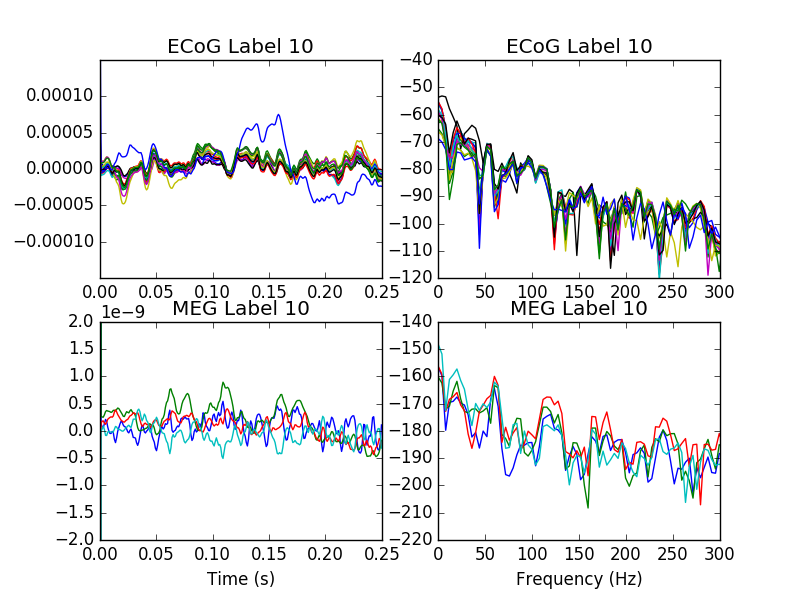 ECoG Label 10
0.00010
0.00005
0.00000
−0.00005
−0.00010
0.00 0.05 0.10 0.15 0.20 0.25
ECoG Label 10
−40
−50
−60
−70
−80
−90
−100
−110
−120
0 50 100 150 200 250 300
MEG Label 10
1e−9
2.0
1.5
1.0
0.5
0.0
−0.5
−1.0
−1.5
−2.0
0.00 0.05 0.10 0.15 0.20 0.25
Time (s)
MEG Label 10
−140
−150
−160
−170
−180
−190
−200
−210
−220
0 50 100 150 200 250 300
Frequency (Hz)